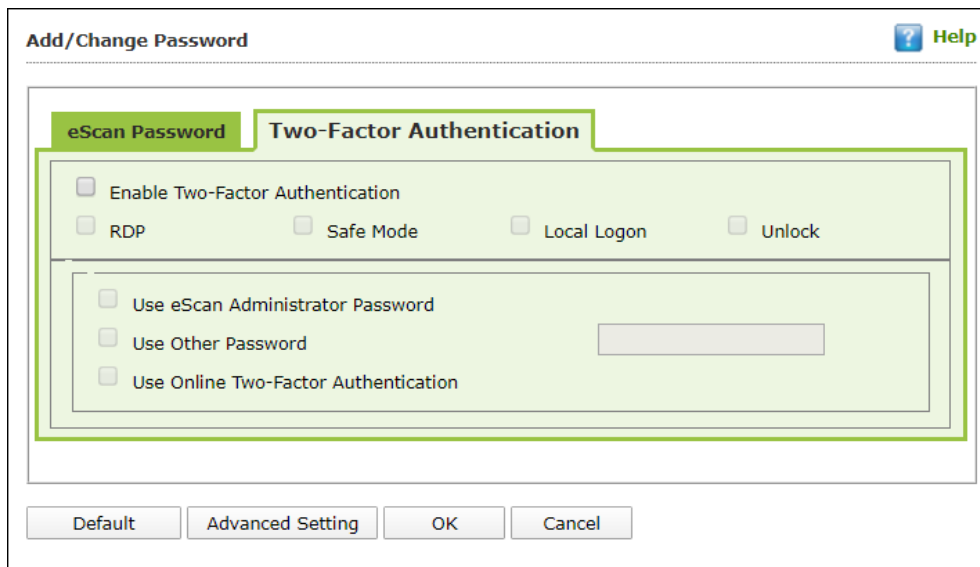 Add/Change Password
Help
eScan Password
Two-Factor Authentication
Enable Two-Factor Authentication
RDP Safe Mode Local Logon Unlock
Use eScan Administrator Password
Use Other Password
Use Online Two-Factor Authentication
Default Advanced Setting OK Cancel